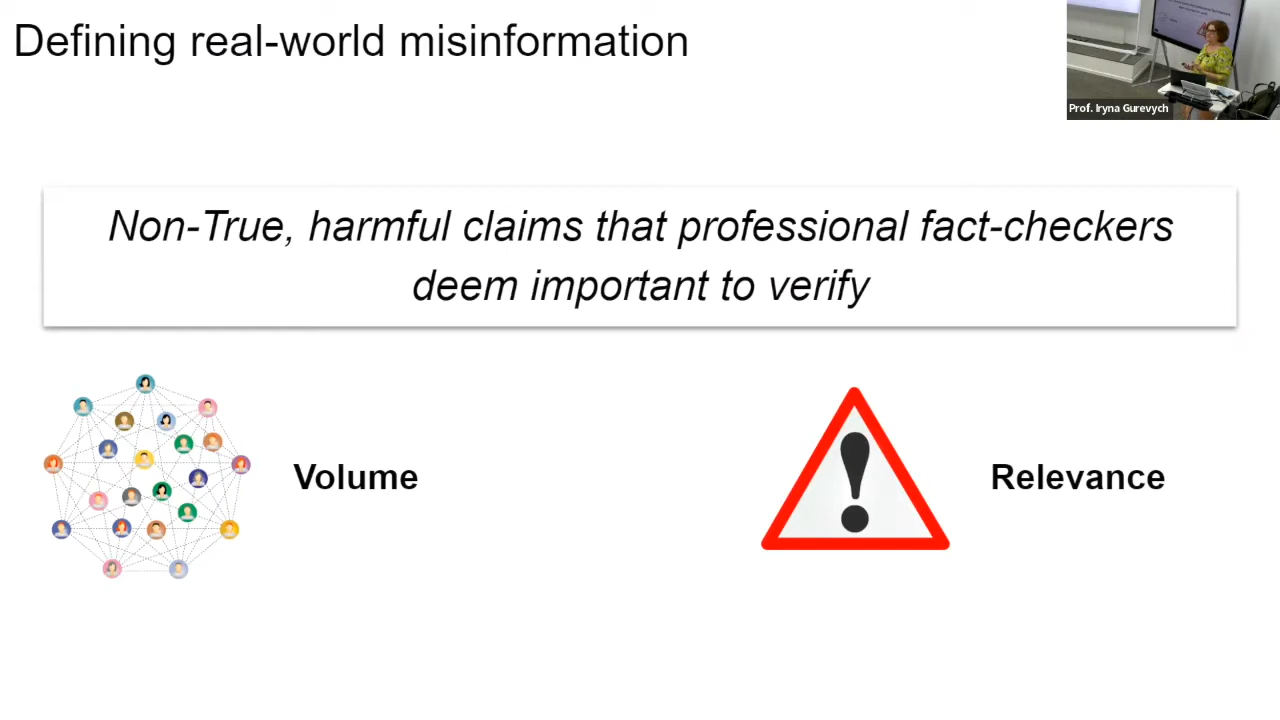 Defining real-world misinformation
Prof. Iryna Gurevych
Non-True, harmful claims that professional fact-checkers
deem important to verify
Volume
Relevance